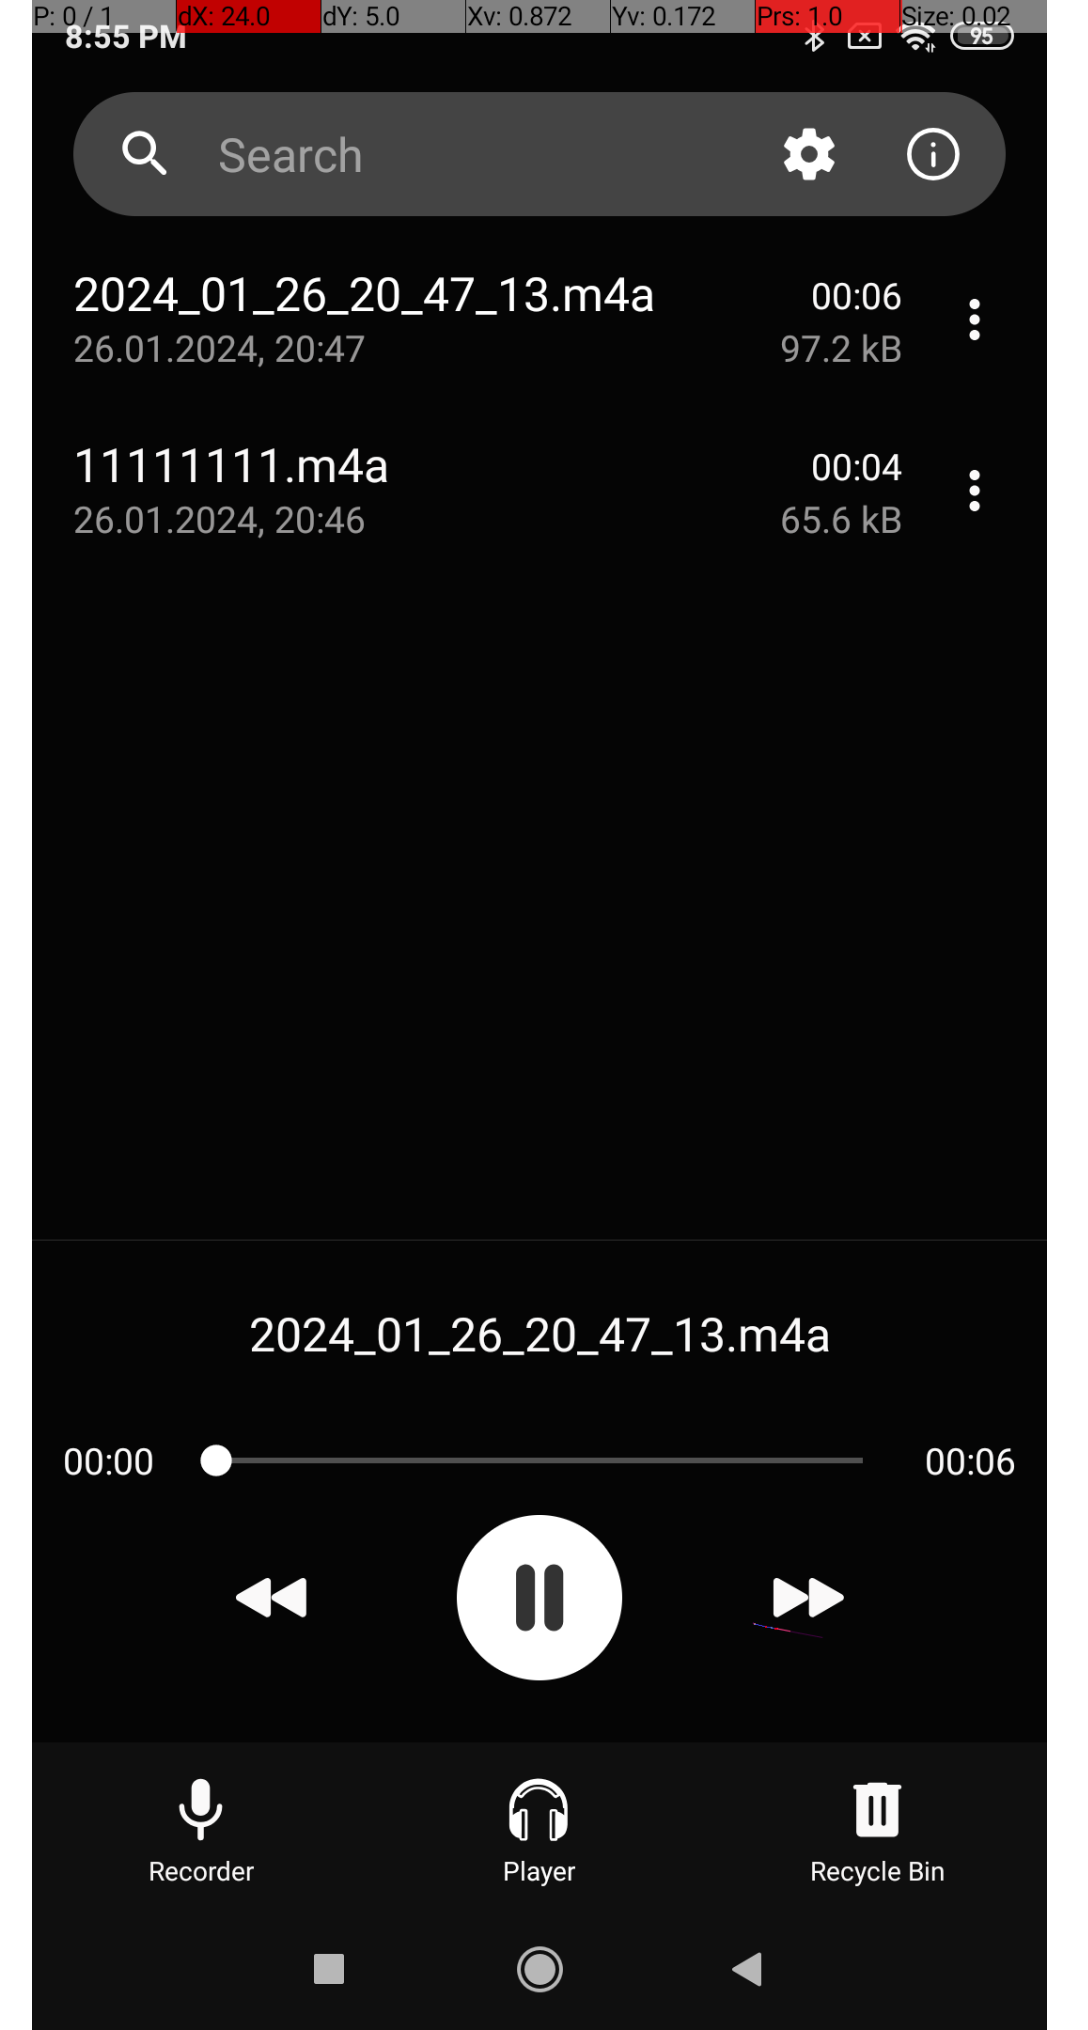 P: 0 / 1 dX: 24.0 dY: 5.0 Xv: 0.872 Yv: 0.172 Prs: 1.0 Size: 0.02
8:55 PM 95
Search
2024_01_26_20_47_13.m4a 00:06
26.01.2024, 20:47 97.2 kB
11111111.m4a 00:04
26.01.2024, 20:46 65.6 kB
2024_01_26_20_47_13.m4a
00:00 00:06
Recorder Player Recycle Bin